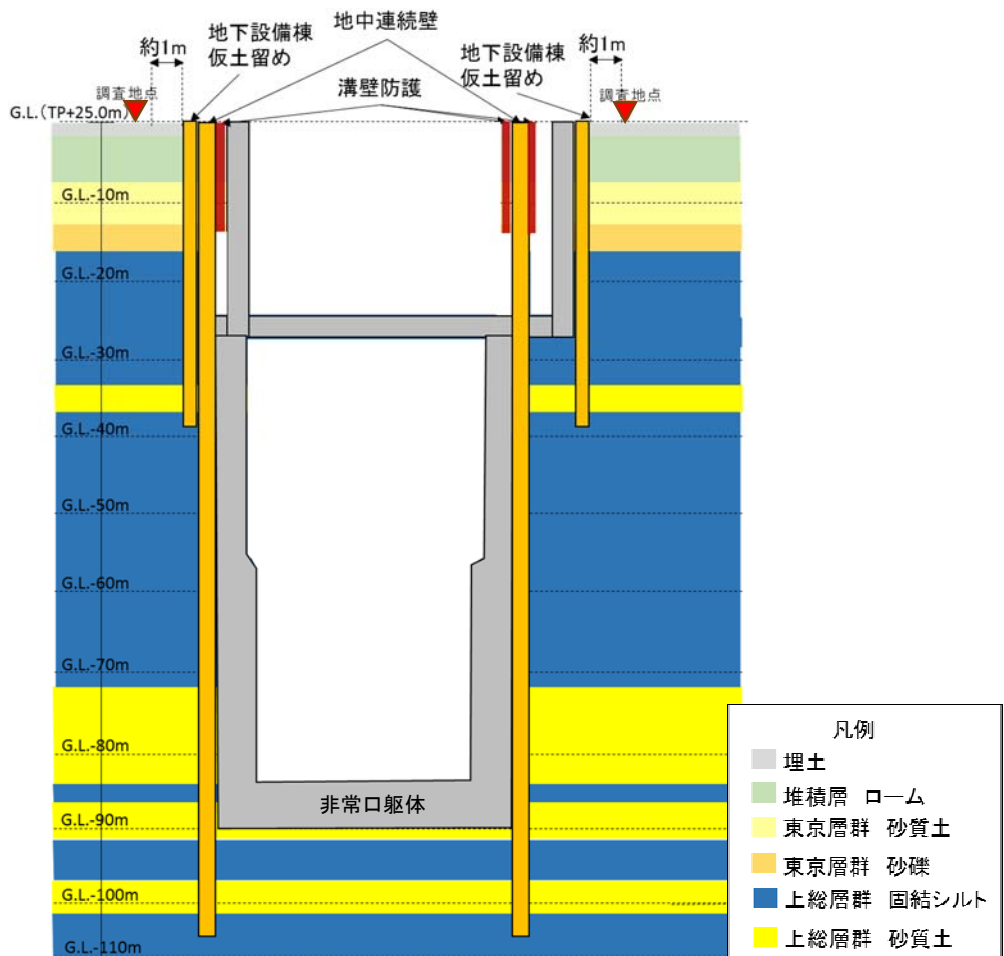 地下設備棟
仮土留め
地中連続壁
地下設備棟
仮土留め
約1m
約1m
溝壁防護
調査地点
調査地点
G.L.(TP+25.0m)
G.L.-10m
G.L.-20m
G.L.-30m
G.L.-40m
G.L.-50m
G.L.-60m
G.L.-70m
G.L.-80m
非常口躯体
G.L.-90m
G.L.-100m
G.L.-110m
凡例
埋土
堆積層 ローム
東京層群 砂質土
東京層群 砂礫
上総層群 固結シルト
上総層群 砂質土